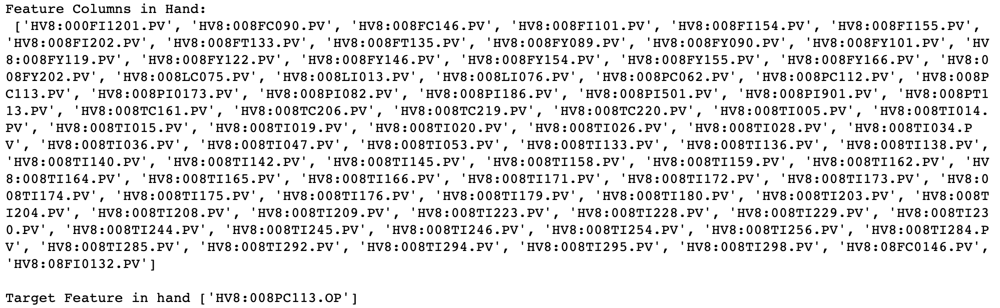 Feature Columns in Hand:
['HV8:000FI1201.PV', 'HV8:008FC090.PV', 'HV8:008FC146.PV', 'HV8:008FI101.PV', 'HV8:008FI154.PV', 'HV8:008FI155.PV',
'HV8:008FI202.PV', 'HV8:008FT133.PV', 'HV8:008FT135.PV', 'HV8:008FY089.PV', 'HV8:008FY090.PV', 'HV8:008FY101.PV', 'HV
8:008FY119.PV', 'HV8:008FY122.PV', 'HV8:008FY146.PV', 'HV8:008FY154.PV', 'HV8:008FY155.PV', 'HV8:008FY166.PV', 'HV8:0
08FY202.PV', 'HV8:008LC075.PV', 'HV8:008LI013.PV', 'HV8:008LI076.PV', 'HV8:008PC062.PV', 'HV8:008PC112.PV', 'HV8:008P
C113.PV', 'HV8:008PI0173.PV', 'HV8:008PI082.PV', 'HV8:008PI186.PV', 'HV8:008PI501.PV', 'HV8:008PI901.PV', 'HV8:008PT1
13.PV', 'HV8:008TC161.PV', 'HV8:008TC206.PV', 'HV8:008TC219.PV', 'HV8:008TC220.PV', 'HV8:008TI005.PV', 'HV8:008TI014.
PV', 'HV8:008TI015.PV', 'HV8:008TI019.PV', 'HV8:008TI020.PV', 'HV8:008TI026.PV', 'HV8:008TI028.PV', 'HV8:008TI034.P
V', 'HV8:008TI036.PV', 'HV8:008TI047.PV', 'HV8:008TI053.PV', 'HV8:008TI133.PV', 'HV8:008TI136.PV', 'HV8:008TI138.PV',
'HV8:008TI140.PV', 'HV8:008TI142.PV', 'HV8:008TI145.PV', 'HV8:008TI158.PV', 'HV8:008TI159.PV', 'HV8:008TI162.PV', 'HV
8:008TI164.PV', 'HV8:008TI165.PV', 'HV8:008TI166.PV', 'HV8:008TI171.PV', 'HV8:008TI172.PV', 'HV8:008TI173.PV', 'HV8:0
08TI174.PV', 'HV8:008TI175.PV', 'HV8:008TI176.PV', 'HV8:008TI179.PV', 'HV8:008TI180.PV', 'HV8:008TI203.PV', 'HV8:008T
I204.PV', 'HV8:008TI208.PV', 'HV8:008TI209.PV', 'HV8:008TI223.PV', 'HV8:008TI228.PV', 'HV8:008TI229.PV', 'HV8:008TI23
0.PV', 'HV8:008TI244.PV', 'HV8:008TI245.PV', 'HV8:008TI246.PV', 'HV8:008TI254.PV', 'HV8:008TI256.PV', 'HV8:008TI284.P
V', 'HV8:008TI285.PV', 'HV8:008TI292.PV', 'HV8:008TI294.PV', 'HV8:008TI295.PV', 'HV8:008TI298.PV', 'HV8:08FC0146.PV',
'HV8:08FI0132.PV']
Target Feature in hand ['HV8:008PC113.OP']